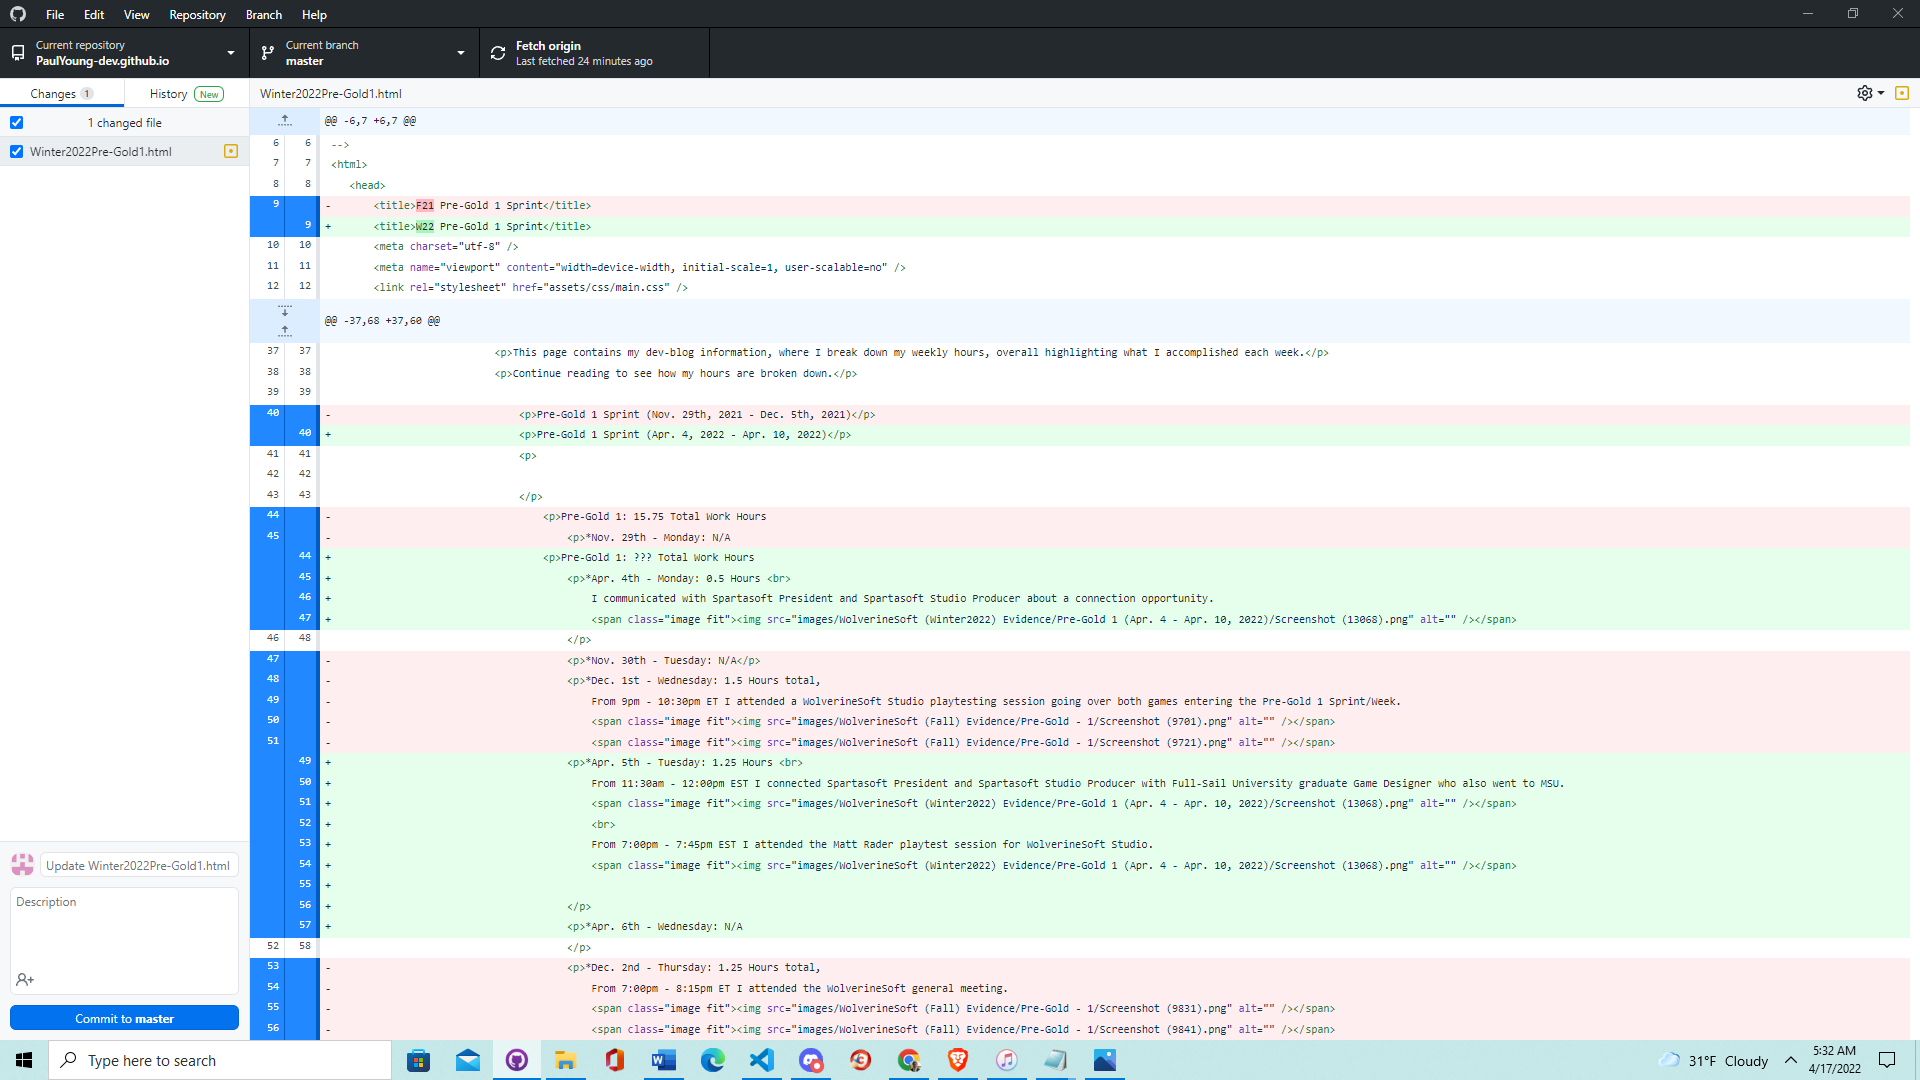 File Edit View Repository Branch Help
Current repository
PaulYoung-dev.github.io
Current branch
master
Fetch origin
Last fetched 24 minutes ago
Changes 1
History New
Winter2022Pre-Gold1.html
1 changed file
Winter2022Pre-Gold1.html
@@ -6,7 +6,7 @@
6 6 -->
7 7 <html>
8 8 <head>
9 - <title>F21 Pre-Gold 1 Sprint</title>
9 + <title>W22 Pre-Gold 1 Sprint</title>
10 10 <meta charset="utf-8" />
11 11 <meta name="viewport" content="width=device-width, initial-scale=1, user-scalable=no" />
12 12 <link rel="stylesheet" href="assets/css/main.css" />
@@ -37,68 +37,60 @@
37 37 <p>This page contains my dev-blog information, where I break down my weekly hours, overall highlighting what I accomplished each week.</p>
38 38 <p>Continue reading to see how my hours are broken down.</p>
39 39
40 - <p>Pre-Gold 1 Sprint (Nov. 29th, 2021 - Dec. 5th, 2021)</p>
40 + <p>Pre-Gold 1 Sprint (Apr. 4, 2022 - Apr. 10, 2022)</p>
41 41 <p>
42 42
43 43 </p>
44 - <p>Pre-Gold 1: 15.75 Total Work Hours
45 - <p>*Nov. 29th - Monday: N/A
44 + <p>Pre-Gold 1: ??? Total Work Hours
45 + <p>*Apr. 4th - Monday: 0.5 Hours <br>
46 + I communicated with Spartasoft President and Spartasoft Studio Producer about a connection opportunity.
47 + <span class="image fit"><img src="images/WolverineSoft (Winter2022) Evidence/Pre-Gold 1 (Apr. 4 - Apr. 10, 2022)/Screenshot (13068).png" alt="" /></span>
46 48 </p>
47 - <p>*Nov. 30th - Tuesday: N/A</p>
48 - <p>*Dec. 1st - Wednesday: 1.5 Hours total,
49 - From 9pm - 10:30pm ET I attended a WolverineSoft Studio playtesting session going over both games entering the Pre-Gold 1 Sprint/Week.
50 - <span class="image fit"><img src="images/WolverineSoft (Fall) Evidence/Pre-Gold - 1/Screenshot (9701).png" alt="" /></span>
51 - <span class="image fit"><img src="images/WolverineSoft (Fall) Evidence/Pre-Gold - 1/Screenshot (9721).png" alt="" /></span>
49 + <p>*Apr. 5th - Tuesday: 1.25 Hours <br>
50 + From 11:30am - 12:00pm EST I connected Spartasoft President and Spartasoft Studio Producer with Full-Sail University graduate Game Designer who also went to MSU.
51 + <span class="image fit"><img src="images/WolverineSoft (Winter2022) Evidence/Pre-Gold 1 (Apr. 4 - Apr. 10, 2022)/Screenshot (13068).png" alt="" /></span>
52 + <br>
53 + From 7:00pm - 7:45pm EST I attended the Matt Rader playtest session for WolverineSoft Studio.
54 + <span class="image fit"><img src="images/WolverineSoft (Winter2022) Evidence/Pre-Gold 1 (Apr. 4 - Apr. 10, 2022)/Screenshot (13068).png" alt="" /></span>
55 +
56 + </p>
57 + <p>*Apr. 6th - Wednesday: N/A
52 58 </p>
53 - <p>*Dec. 2nd - Thursday: 1.25 Hours total,
54 - From 7:00pm - 8:15pm ET I attended the WolverineSoft general meeting.
55 - <span class="image fit"><img src="images/WolverineSoft (Fall) Evidence/Pre-Gold - 1/Screenshot (9831).png" alt="" /></span>
56 - <span class="image fit"><img src="images/WolverineSoft (Fall) Evidence/Pre-Gold - 1/Screenshot (9841).png" alt="" /></span>
Update Winter2022Pre-Gold1.html
Description
Commit to master
Type here to search
31°F Cloudy
5:32 AM
4/17/2022